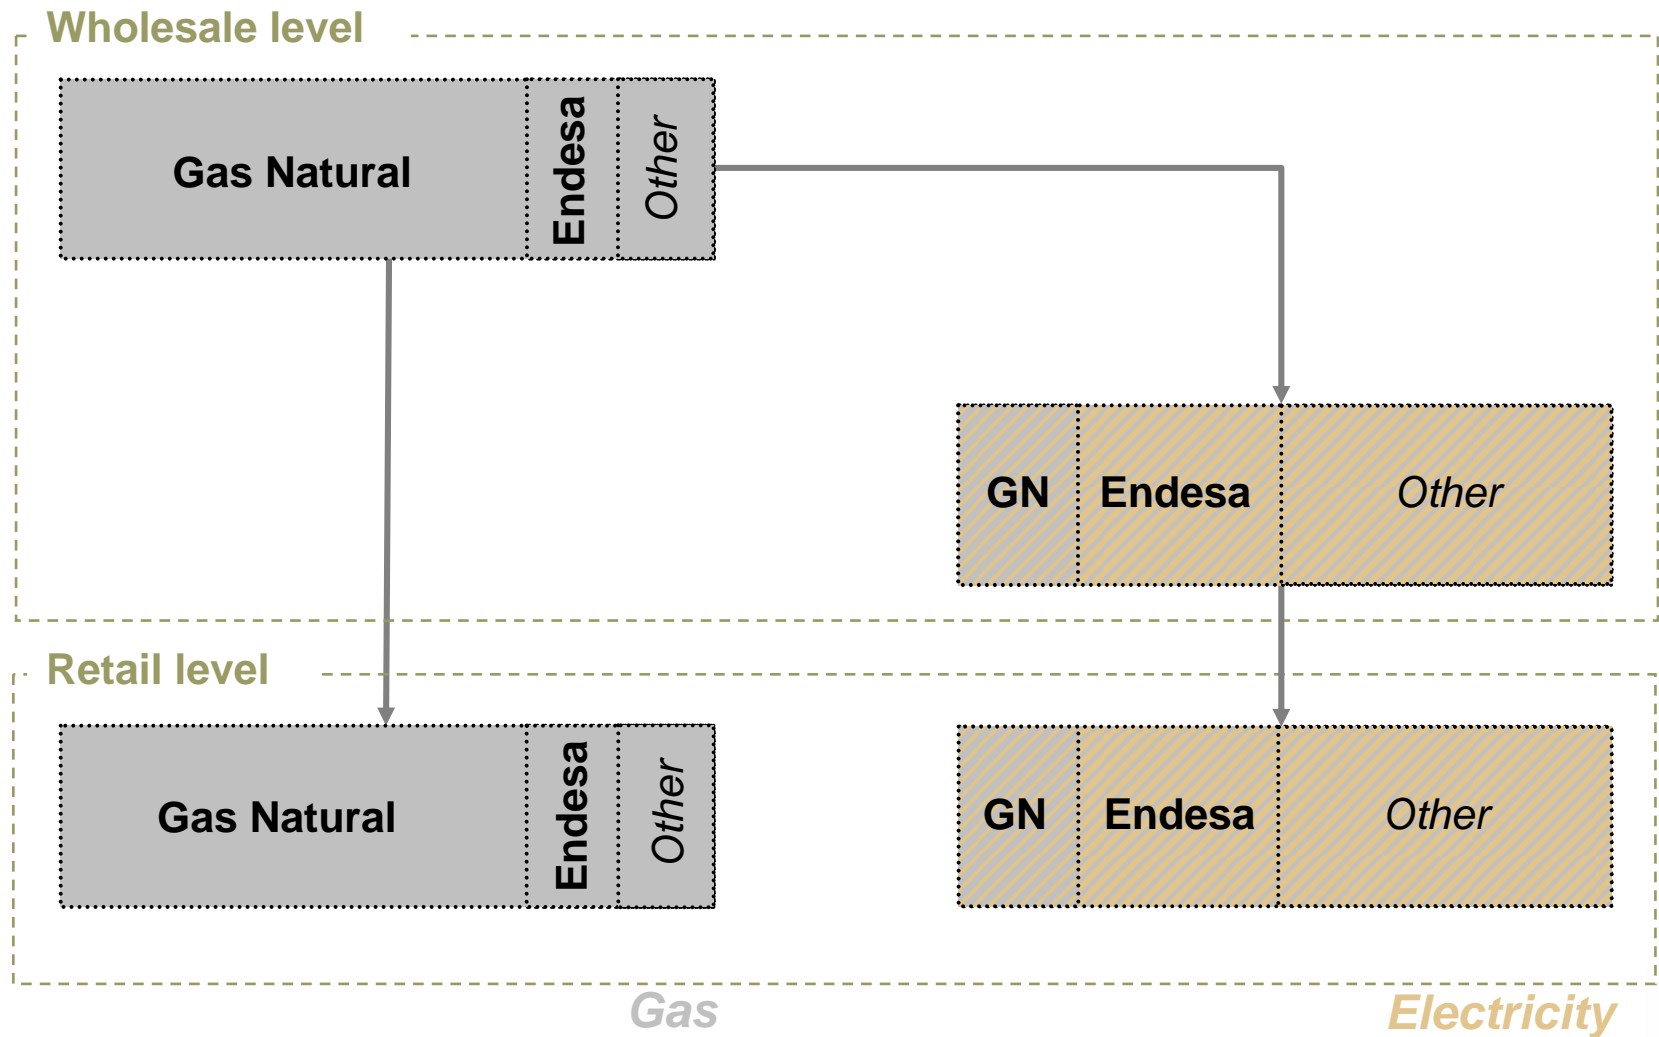 Wholesale level
Gas Natural
Endesa
Other
GN
Endesa
Other
Retail level
Gas Natural
Endesa
Other
GN
Endesa
Other
Gas
Electricity